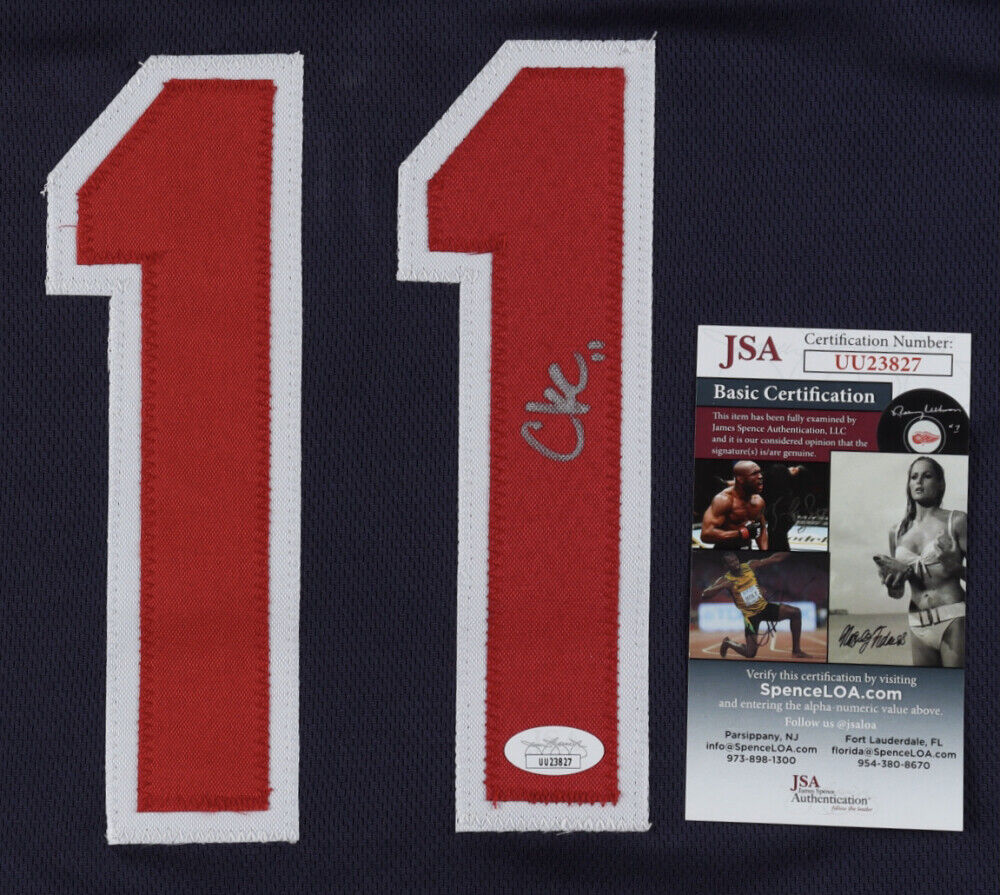 11
JSA
Certification Number:
UU23827
Basic Certification
This item has been fully examined by
James Spence Authentication, LLC
and it is our considered opinion that the
signature(s) is/are genuine.
Verify this certification by visiting
SpenceLOA.com
and entering the alpha-numeric value above.
Follow us @jsaloa
Parsippany, NJ
info@SpenceLOA.com
973-898-1300
Fort Lauderdale, FL
florida@SpenceLOA.com
954-380-8670
JSA
James Spence
Authentication
follow the leader
UU23827